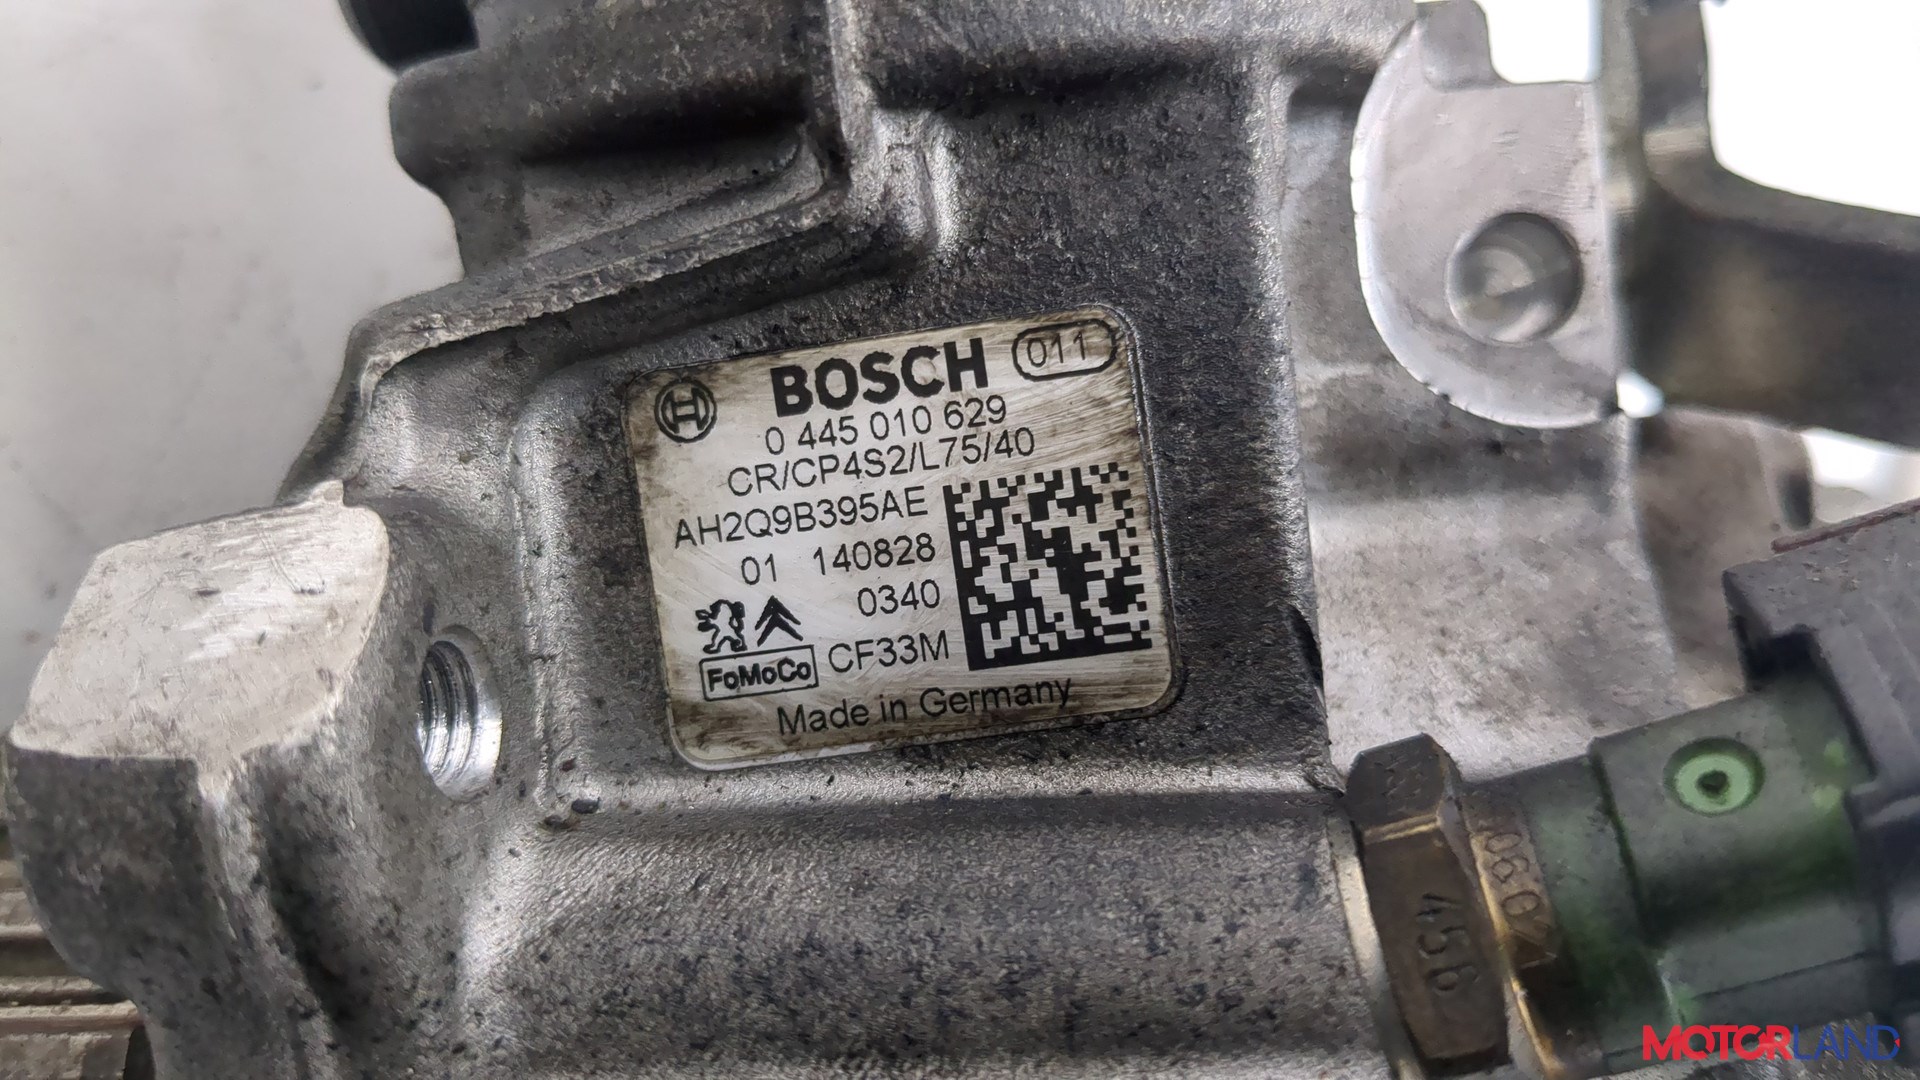 BOSCH 011
0 445 010 629
CR/CP4S2/L75/40
AH2Q9B395AE
01 140828
0340
FoMoCo CF33M
Made in Germany
456
MOTORLAND